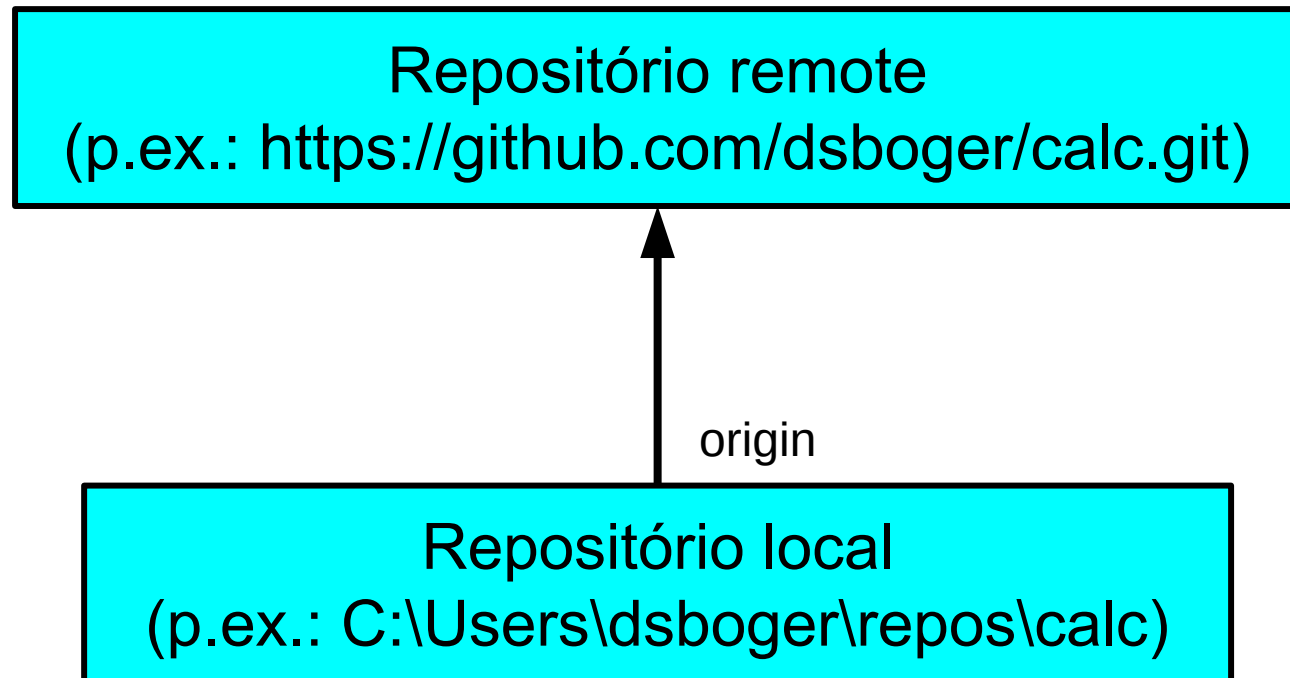 Repositório remote
(p.ex.: https://github.com/dsboger/calc.git)
origin
Repositório local
(p.ex.: C:\Users\dsboger\repos\calc)